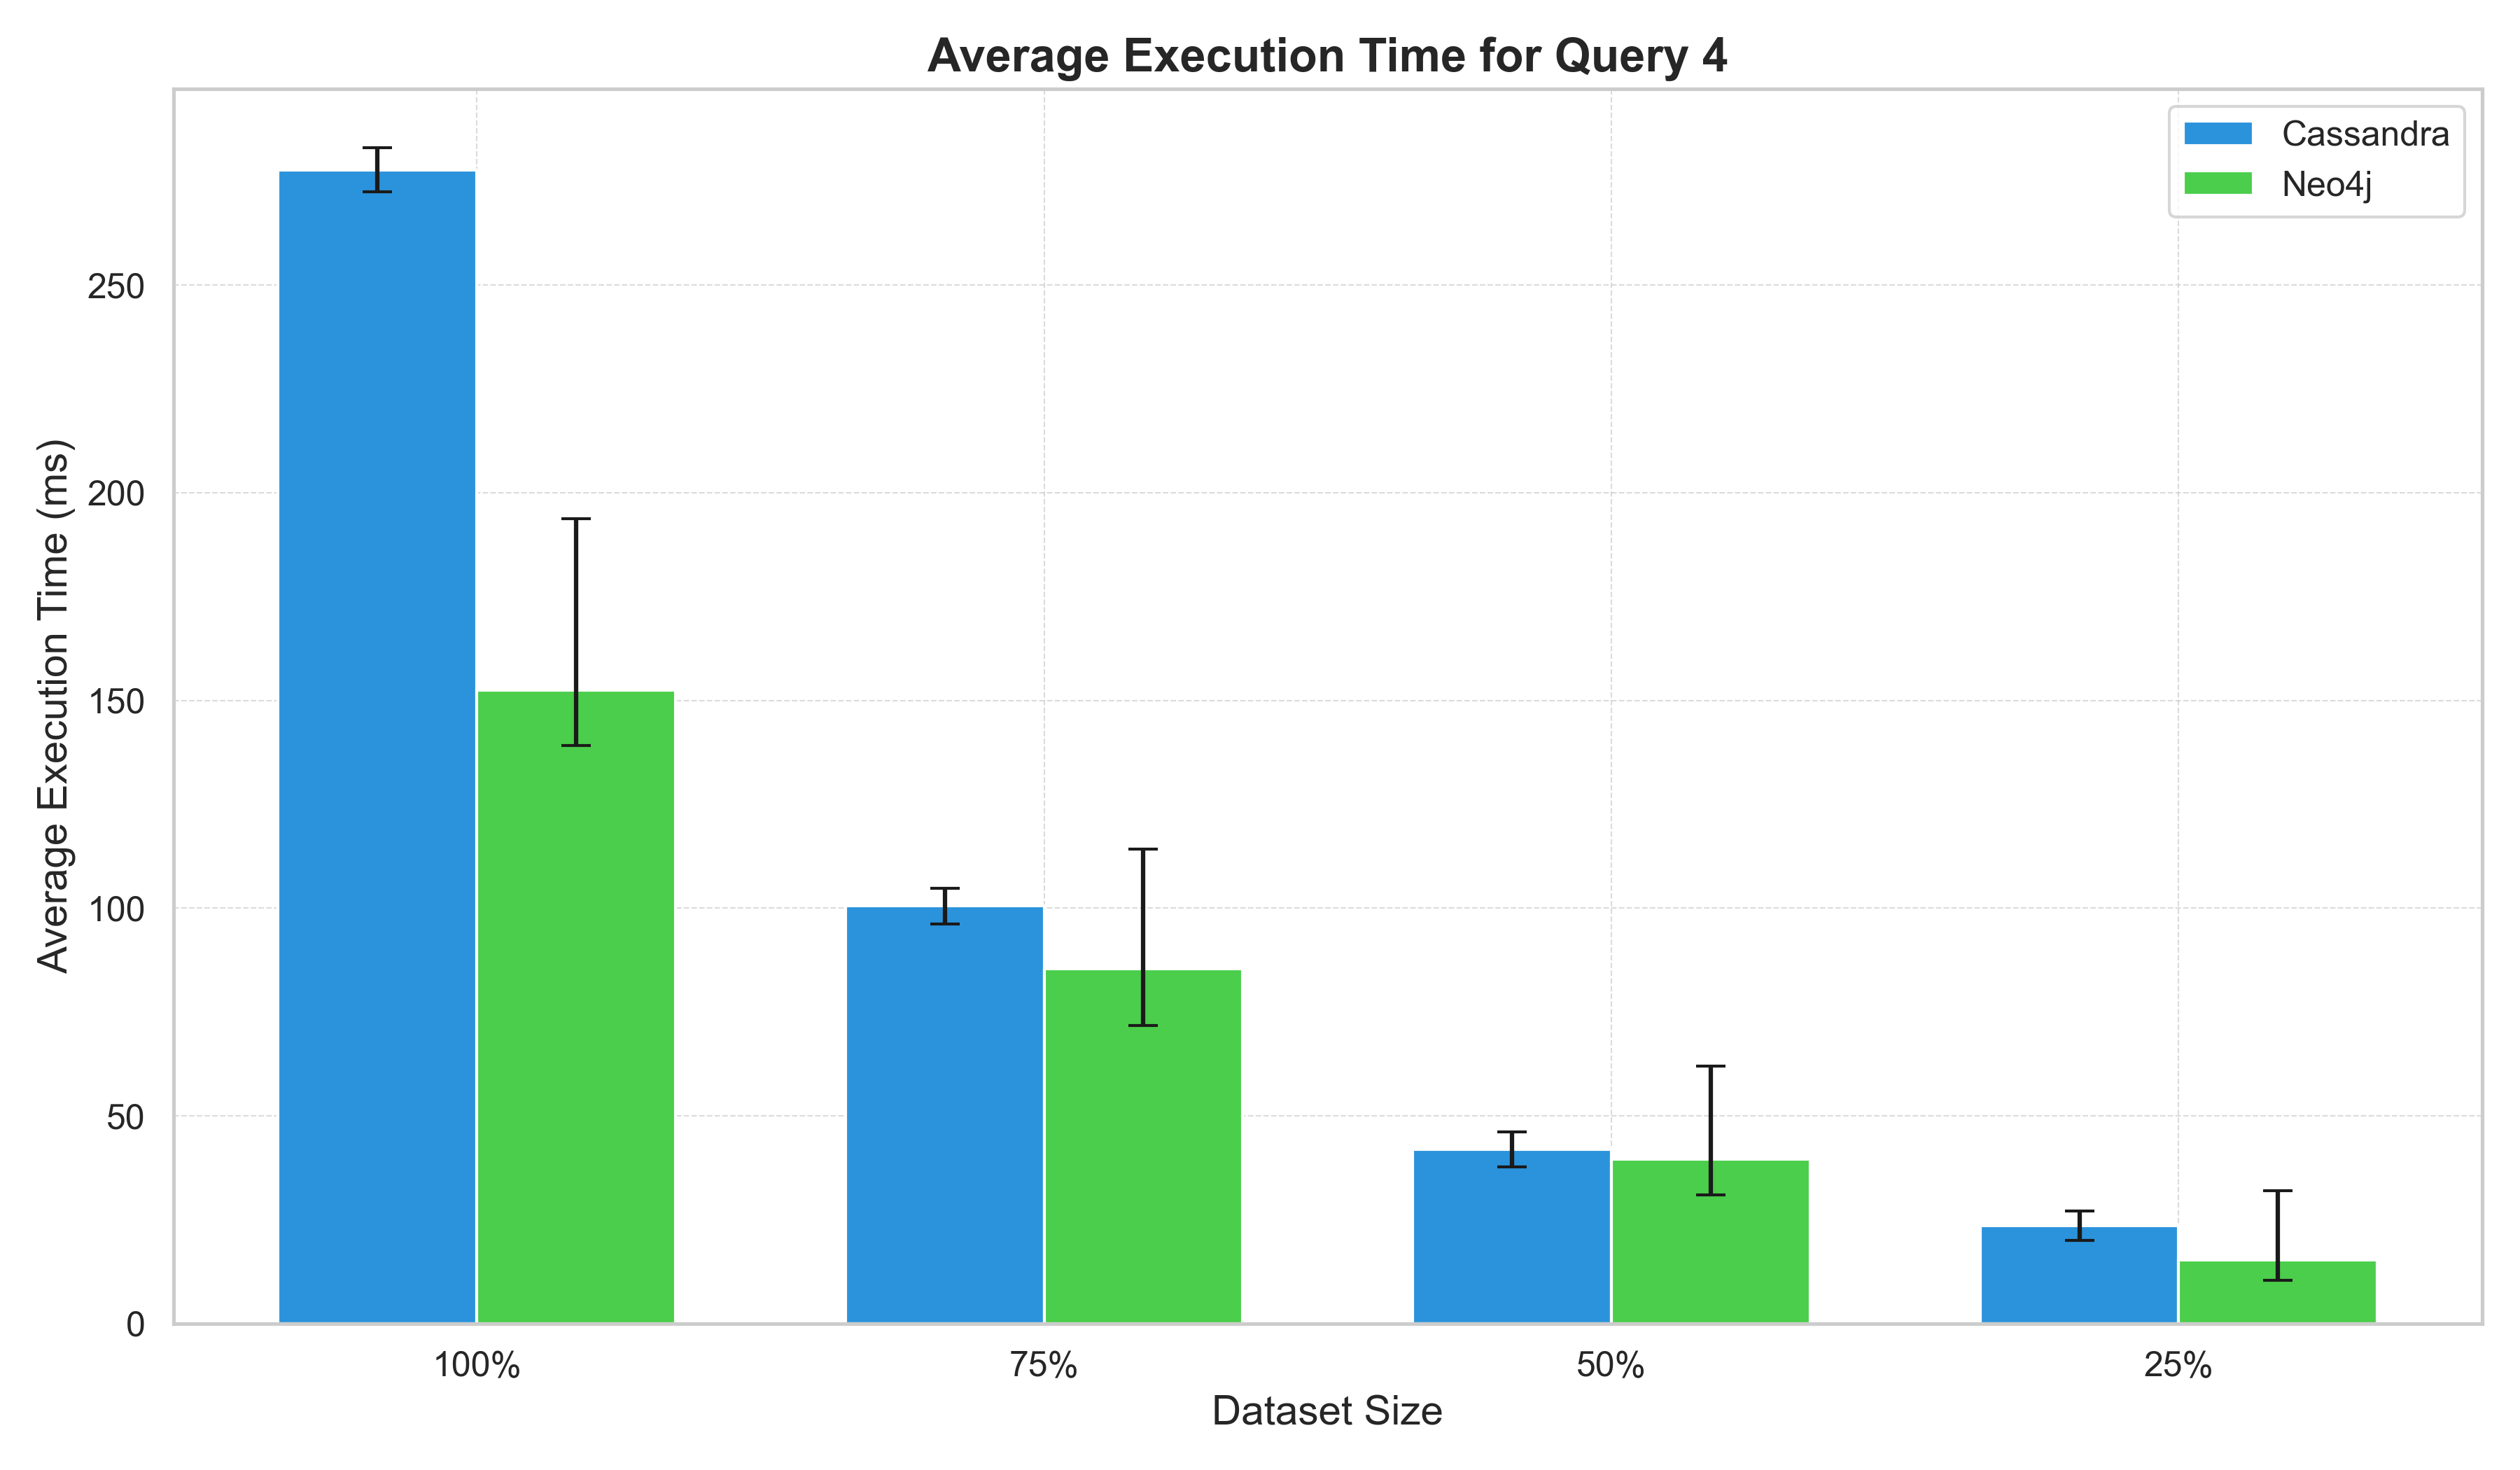 Average Execution Time for Query 4
Cassandra
Neo4j
Average Execution Time (ms)
250
200
150
100
50
0
100%
75%
50%
25%
Dataset Size